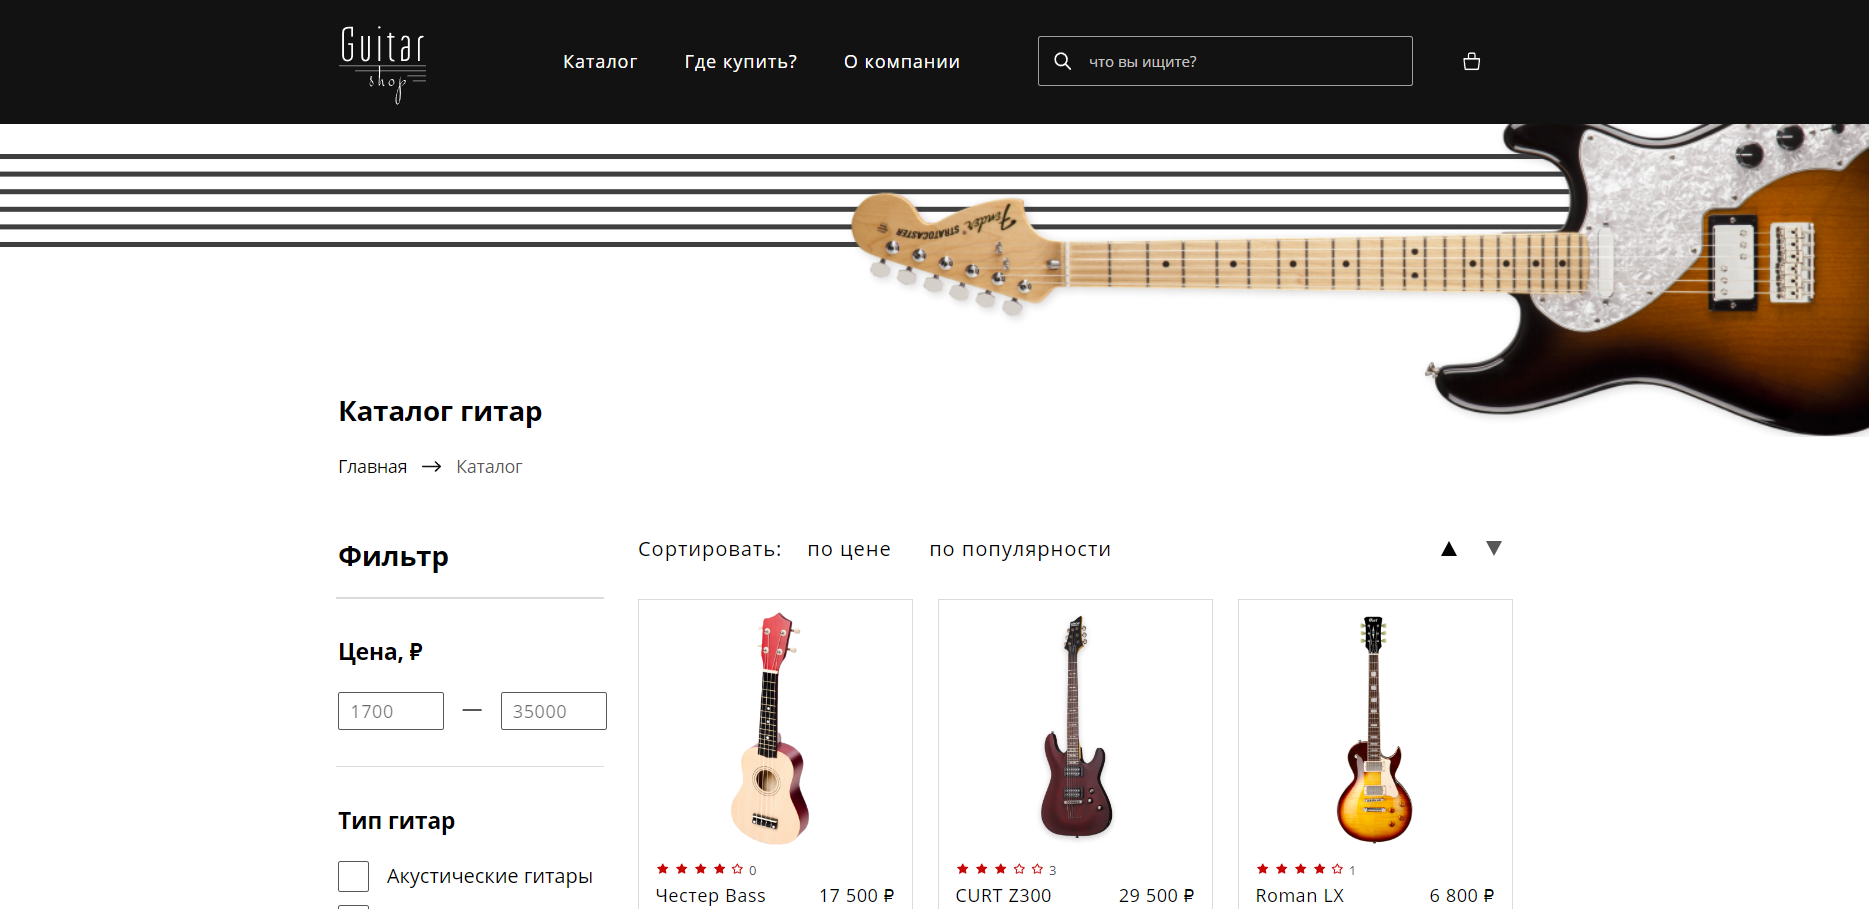 Guitar
shop
Каталог
Где купить?
О компании
что вы ищите?
Fender STRATOCASTER
Каталог гитар
Главная → Каталог
Фильтр
Сортировать: по цене по популярности
Цена, ₽
1700 — 35000
Тип гитар
Акустические гитары
0
Честер Bass 17 500 ₽
3
CURT Z300 29 500 ₽
1
Roman LX 6 800 ₽